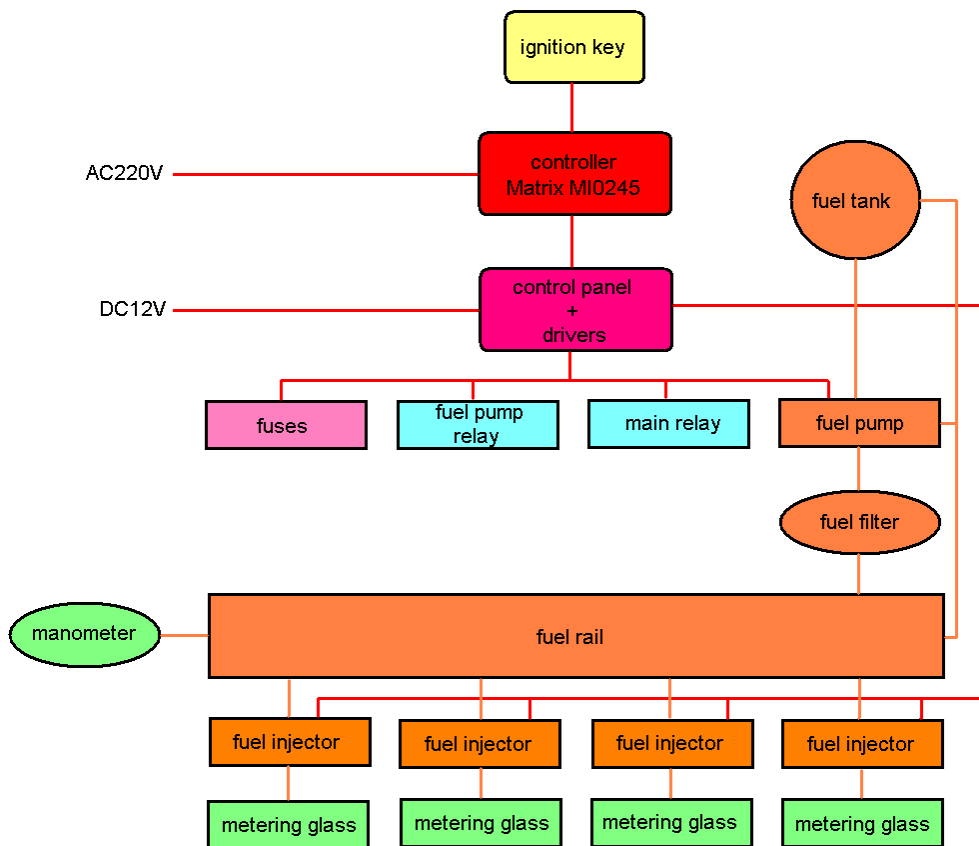 ignition key
controller
Matrix MI0245
AC220V
fuel tank
control panel
+
drivers
DC12V
fuses
fuel pump
relay
main relay
fuel pump
fuel filter
manometer
fuel rail
fuel injector
fuel injector
fuel injector
fuel injector
metering glass
metering glass
metering glass
metering glass